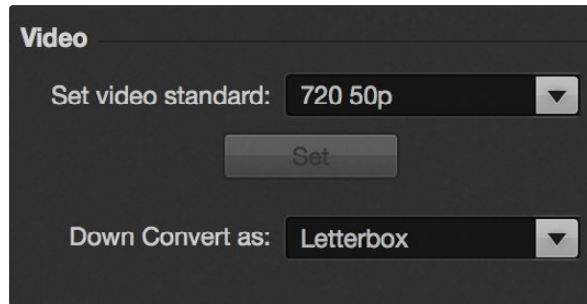 Video
Set video standard: 720 50p
Set
Down Convert as: Letterbox